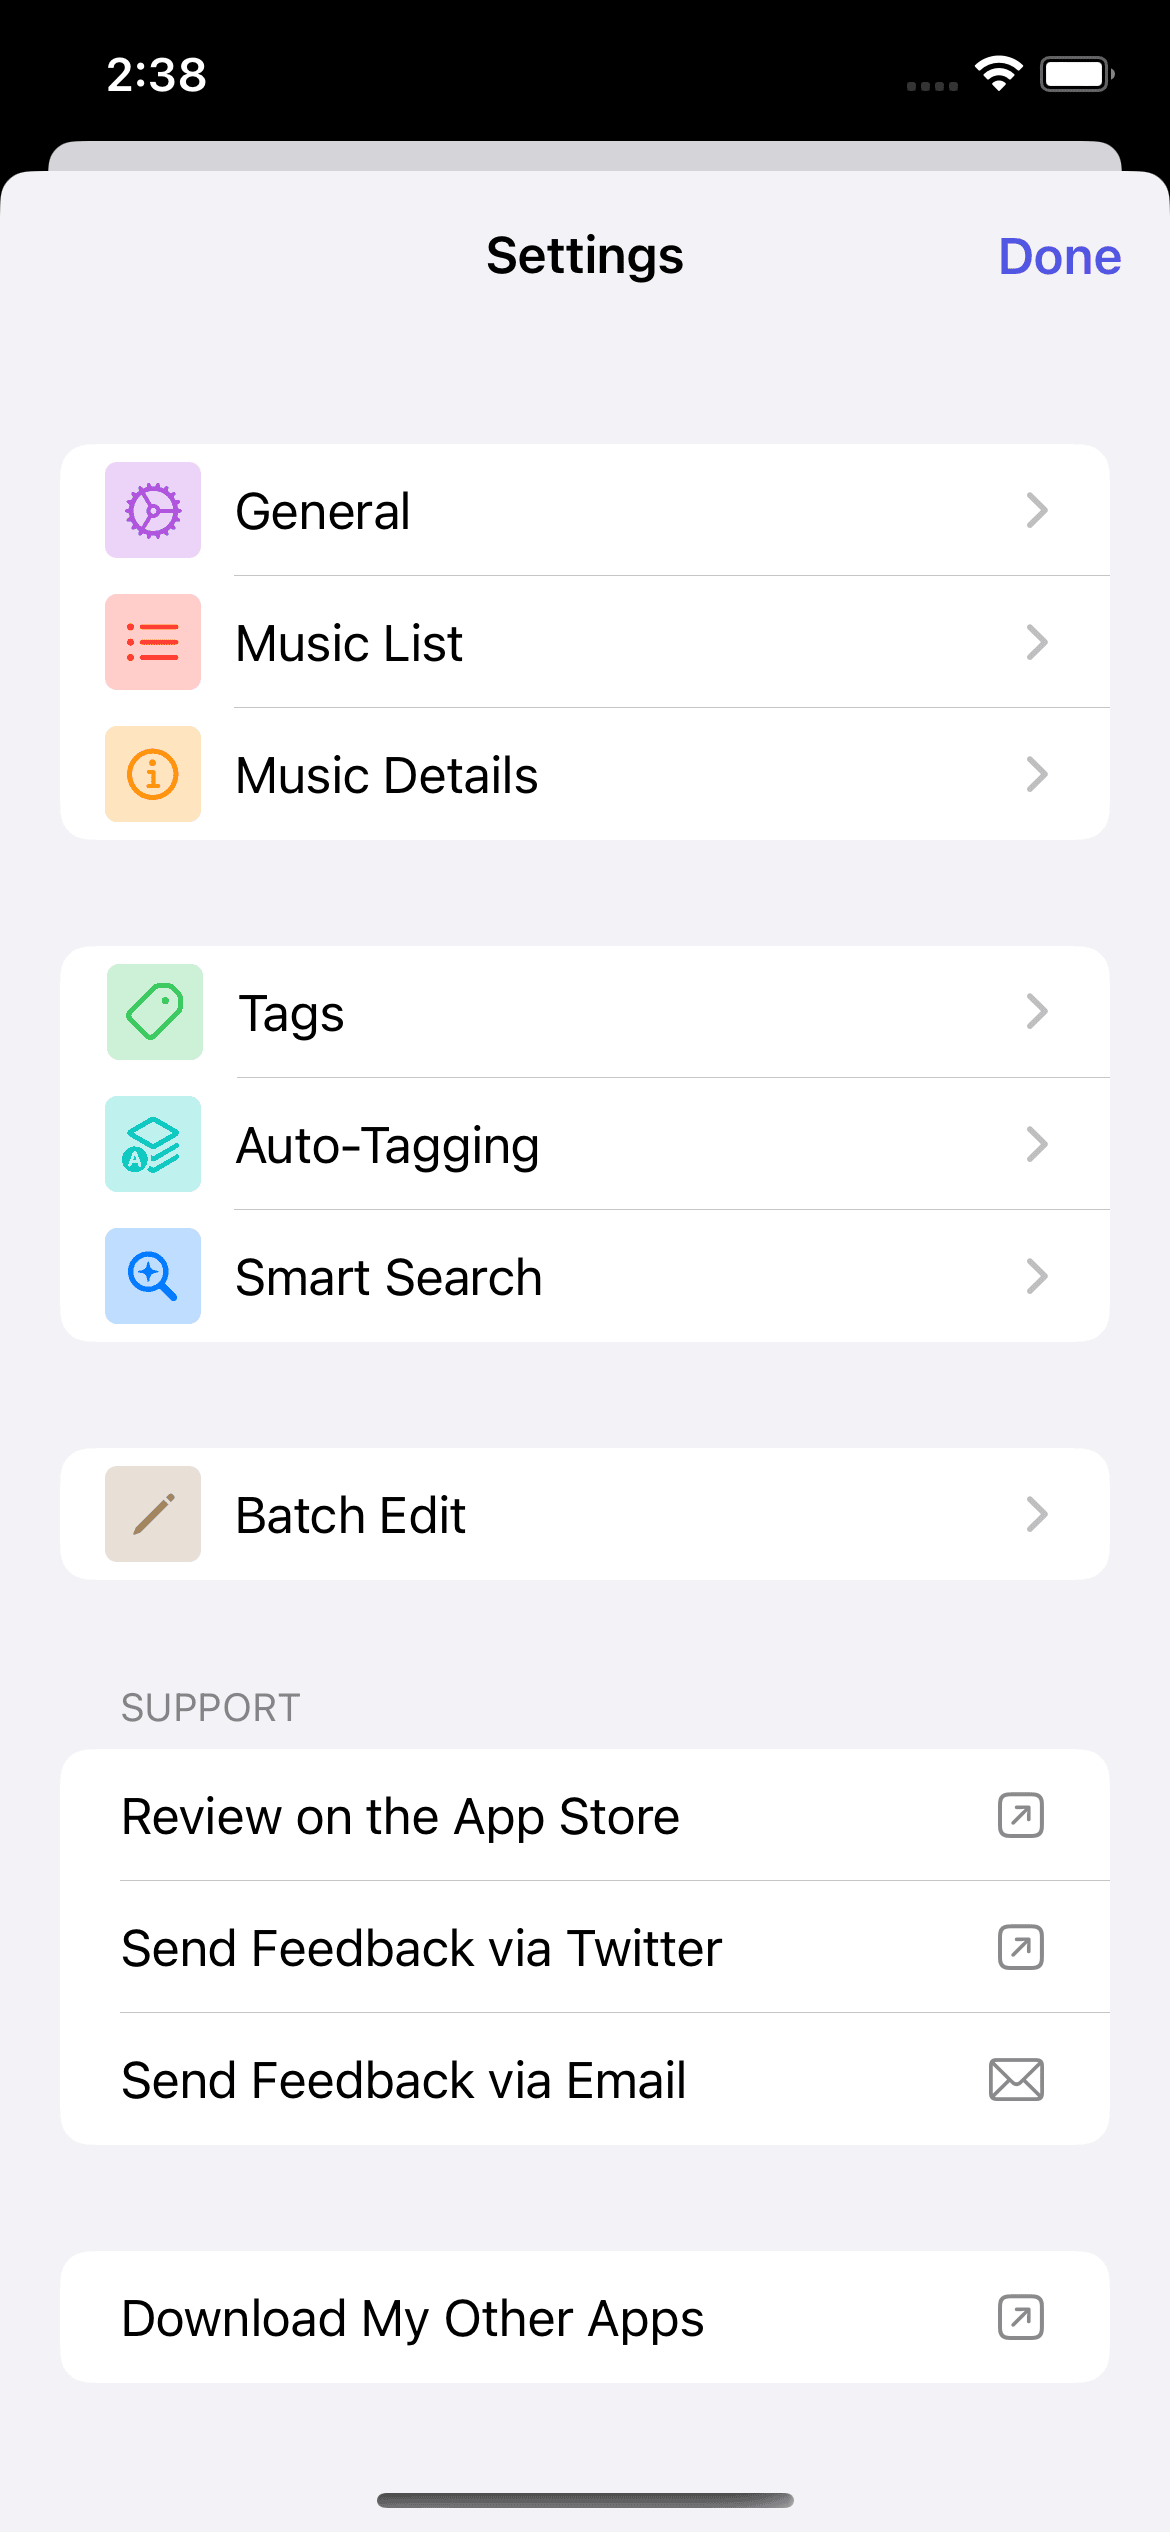 2:38
Settings
Done
General
Music List
Music Details
Tags
Auto-Tagging
Smart Search
Batch Edit
SUPPORT
Review on the App Store
Send Feedback via Twitter
Send Feedback via Email
Download My Other Apps